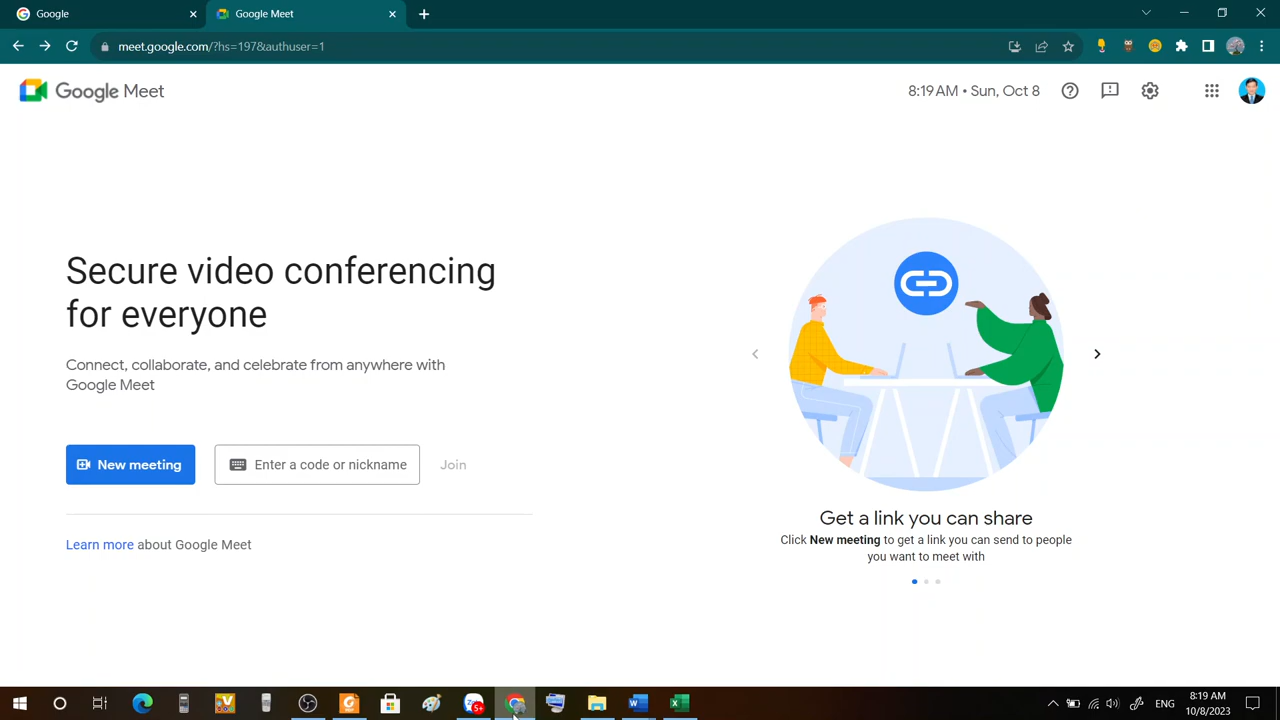 Google
Google Meet
meet.google.com/?hs=197&authuser=1
Google Meet
8:19 AM • Sun, Oct 8
Secure video conferencing
for everyone
Connect, collaborate, and celebrate from anywhere with
Google Meet
New meeting
Enter a code or nickname
Join
Learn more about Google Meet
Get a link you can share
Click New meeting to get a link you can send to people
you want to meet with
5+
ENG
8:19 AM
10/8/2023